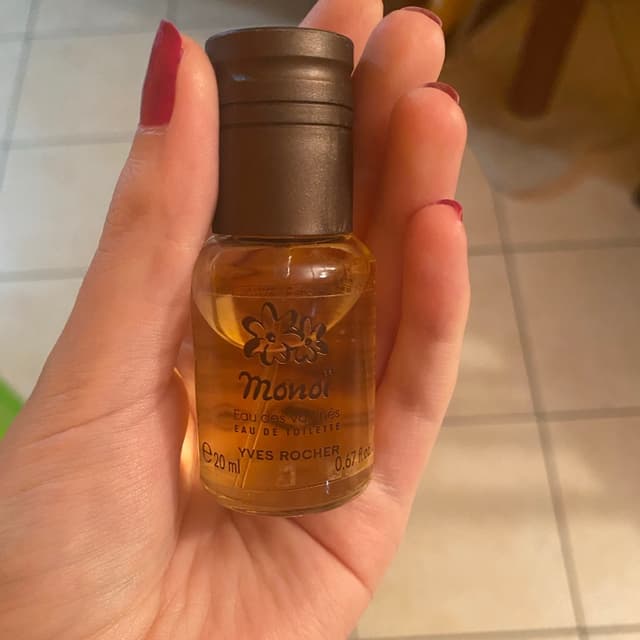 monoï
Eau des Vahinés
EAU DE TOILETTE
YVES ROCHER
e 20 ml 0,67 fl.oz.